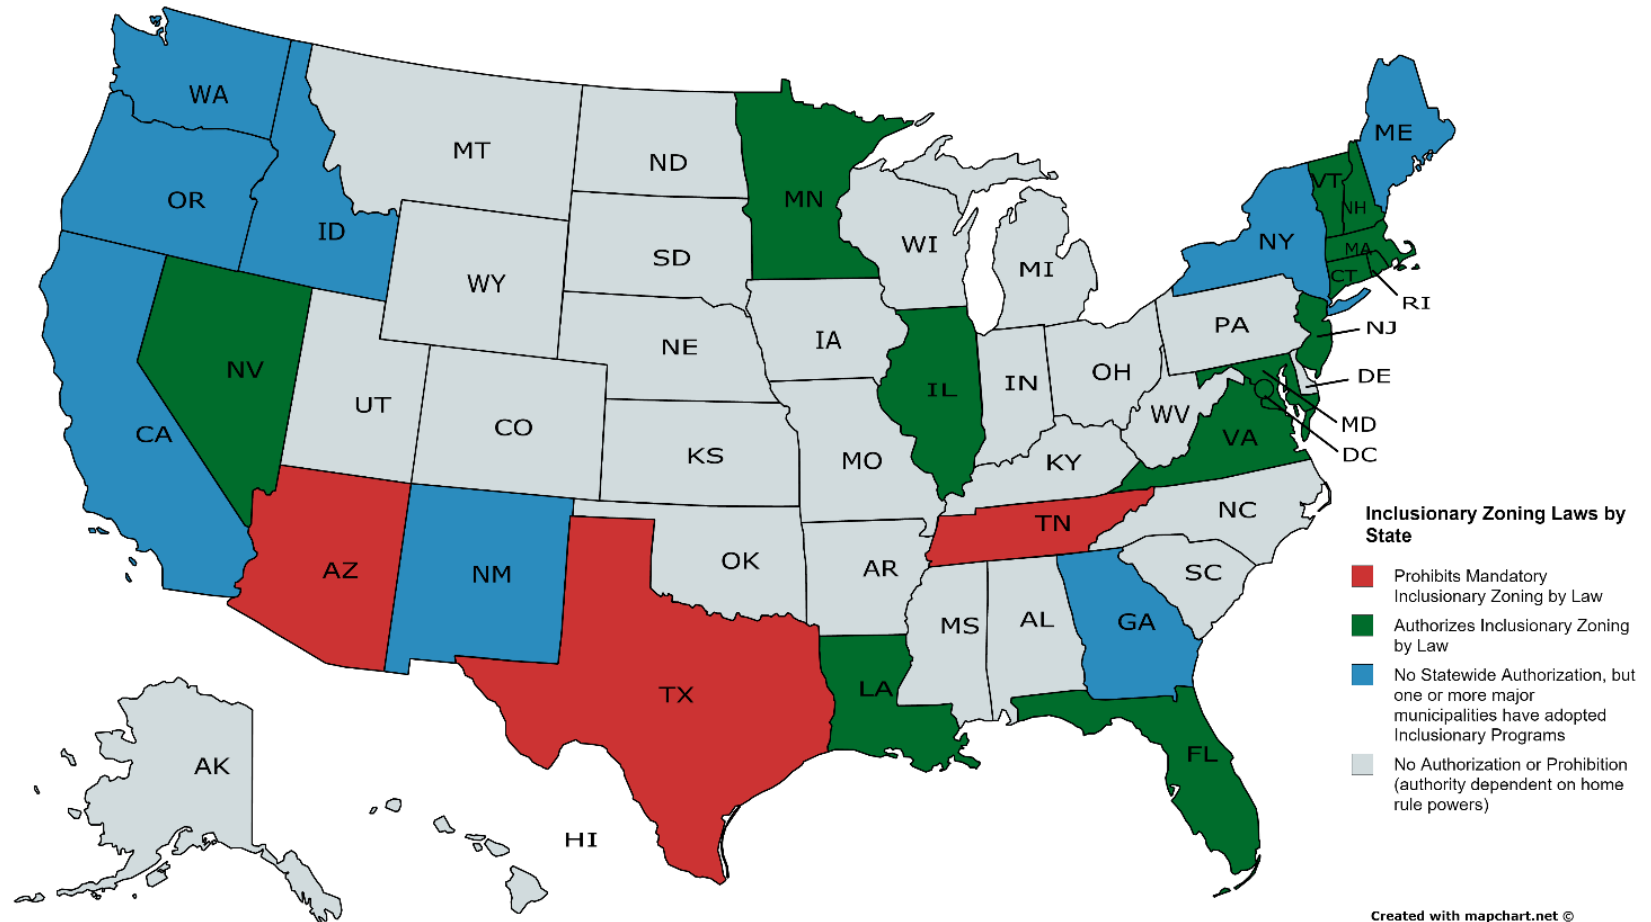 WA
MT
ND
MN
ME
OR
ID
WY
SD
WI
MI
NY
VT
NH
MA
CT
RI
NV
UT
CO
NE
IA
IL
IN
OH
PA
NJ
DE
MD
DC
CA
KS
MO
KY
WV
VA
AZ
NM
OK
AR
TN
NC
SC
TX
LA
MS
AL
GA
FL
AK
HI
Inclusionary Zoning Laws by
State
Prohibits Mandatory
Inclusionary Zoning by Law
Authorizes Inclusionary Zoning
by Law
No Statewide Authorization, but
one or more major
municipalities have adopted
Inclusionary Programs
No Authorization or Prohibition
(authority dependent on home
rule powers)
Created with mapchart.net ©